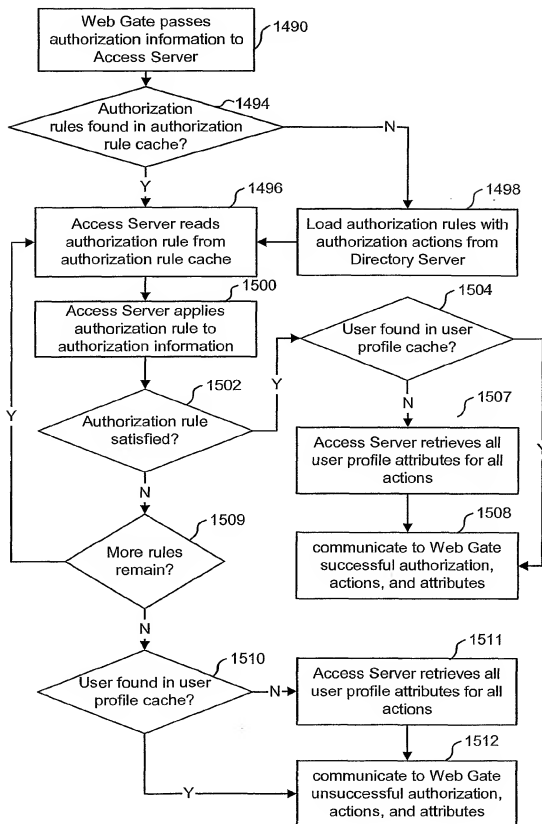 Web Gate passes
authorization information to
Access Server
1490
Authorization
rules found in authorization
rule cache?
1494
N
Y
1496
Access Server reads
authorization rule from
authorization rule cache
1498
Load authorization rules with
authorization actions from
Directory Server
1500
Access Server applies
authorization rule to
authorization information
1504
User found in user
profile cache?
Y
1502
Authorization rule
satisfied?
Y
N
Y
1507
Access Server retrieves all
user profile attributes for all
actions
N
1509
More rules
remain?
Y
1508
communicate to Web Gate
successful authorization,
actions, and attributes
N
1510
User found in user
profile cache?
N
1511
Access Server retrieves all
user profile attributes for all
actions
Y
1512
communicate to Web Gate
unsuccessful authorization,
actions, and attributes